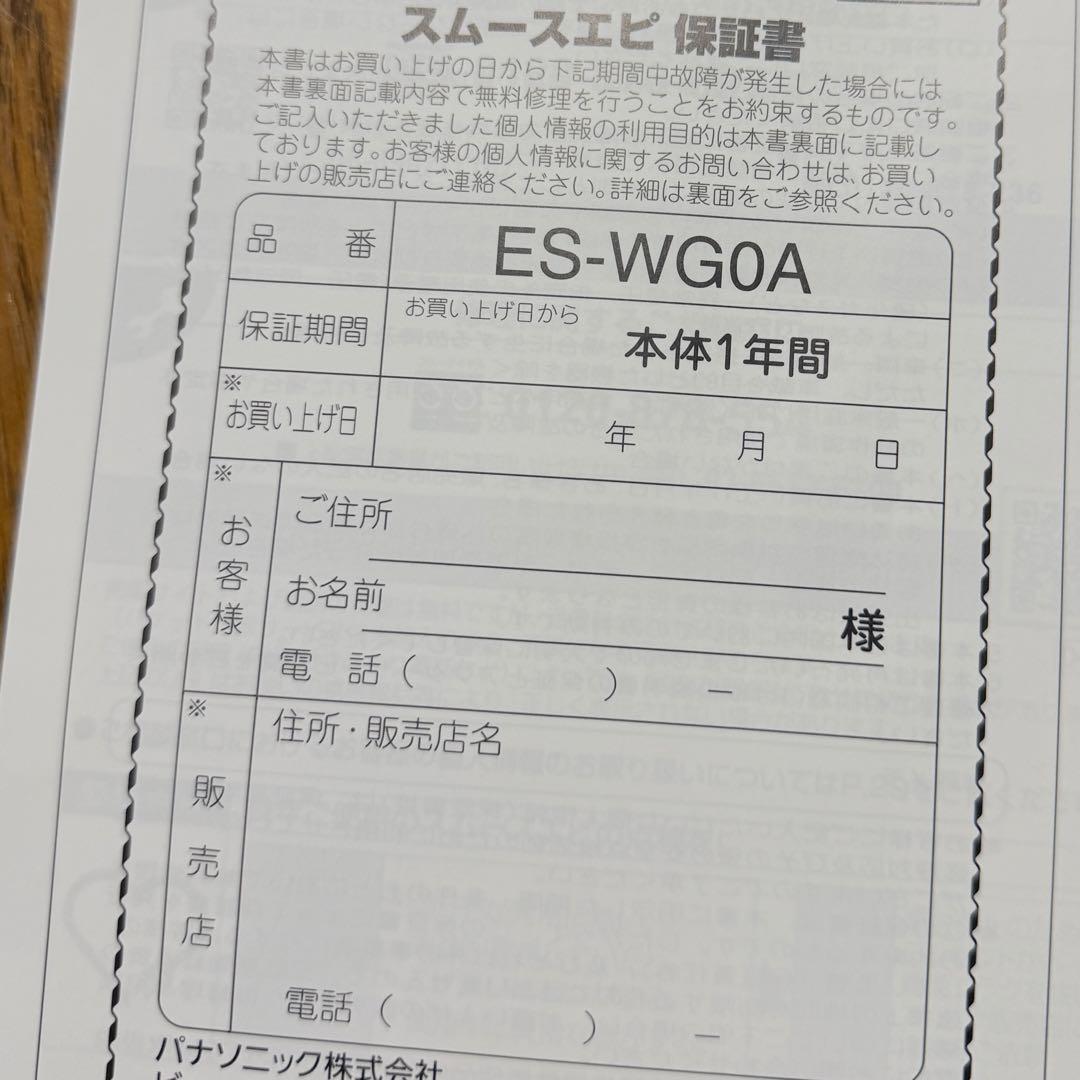 スムースエピ 保証書
本書はお買い上げの日から下記期間中故障が発生した場合には
本書裏面記載内容で無料修理を行うことをお約束するものです。
ご記入いただきました個人情報の利用目的は本書裏面に記載し
ております。お客様の個人情報に関するお問い合わせは、お買い
上げの販売店にご連絡ください。詳細は裏面をご参照ください。
品 番 ES-WG0A
保証期間 お買い上げ日から
本体1年間
※
お買い上げ日 年 月 日
※
お客様
ご住所
お名前 様
電 話 ( ) ー
※
販売店
住所・販売店名
電話 ( ) ー
パナソニック株式会社